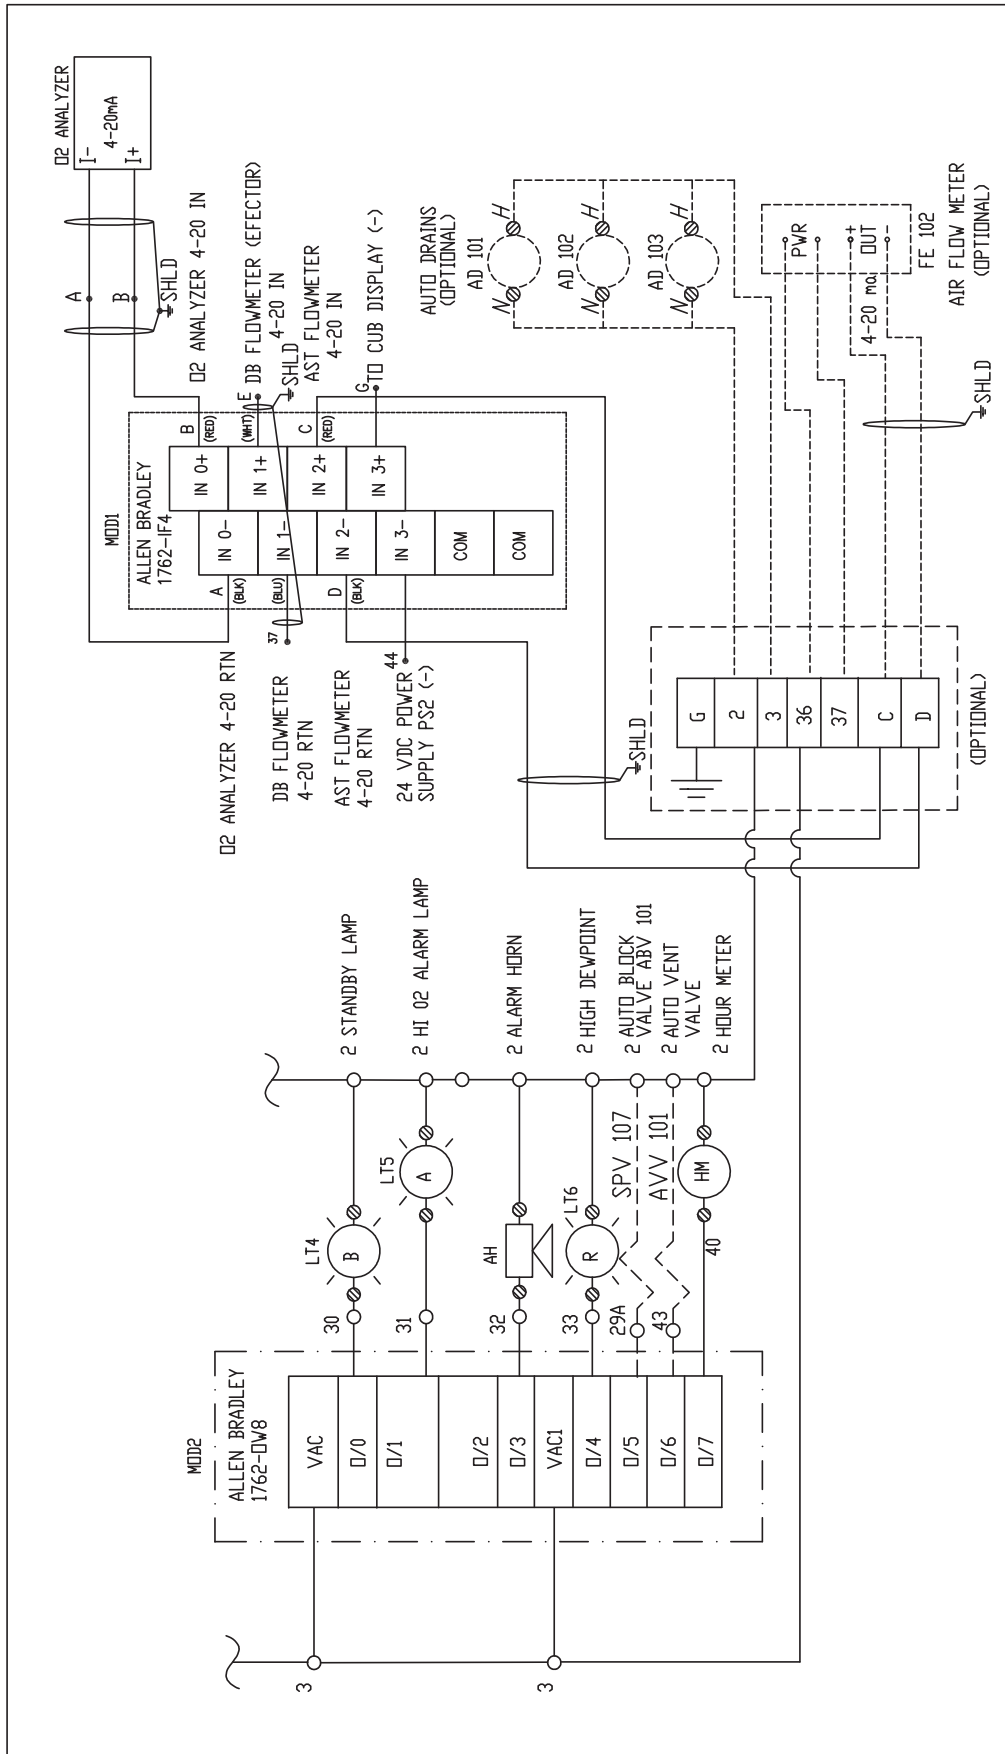 O2 ANALYZER
4-20mA
I-
I+
A
B
SHLD
O2 ANALYZER 4-20 IN
DB FLOWMETER (EFECTOR)
4-20 IN
SHLD
AST FLOWMETER
4-20 IN
TO CUB DISPLAY (-)
MOD1
ALLEN BRADLEY
1762-IF4
B
(RED)
E
(WHT)
C
(RED)
G
IN 0+
IN 1+
IN 2+
IN 3+
IN 0-
IN 1-
IN 2-
IN 3-
COM
COM
A
(BLK)
(BLU)
D
(BLK)
37
44
O2 ANALYZER 4-20 RTN
DB FLOWMETER
4-20 RTN
AST FLOWMETER
4-20 RTN
24 VDC POWER
SUPPLY PS2 (-)
SHLD
AUTO DRAINS
(OPTIONAL)
AD 101
AD 102
AD 103
N
H
N
H
N
H
PWR
+
OUT
-
4-20 ma
FE 102
AIR FLOW METER
(OPTIONAL)
SHLD
G
2
3
36
37
C
D
(OPTIONAL)
2 STANDBY LAMP
2 HI O2 ALARM LAMP
2 ALARM HORN
2 HIGH DEWPOINT
2 AUTO BLOCK
VALVE ABV 101
2 AUTO VENT
VALVE
2 HOUR METER
LT4
B
LT5
A
AH
LT6
R
SPV 107
AVV 101
HM
30
31
32
33
29A
43
40
MOD2
ALLEN BRADLEY
1762-OW8
VAC
O/0
O/1
O/2
O/3
VAC1
O/4
O/5
O/6
O/7
3
3